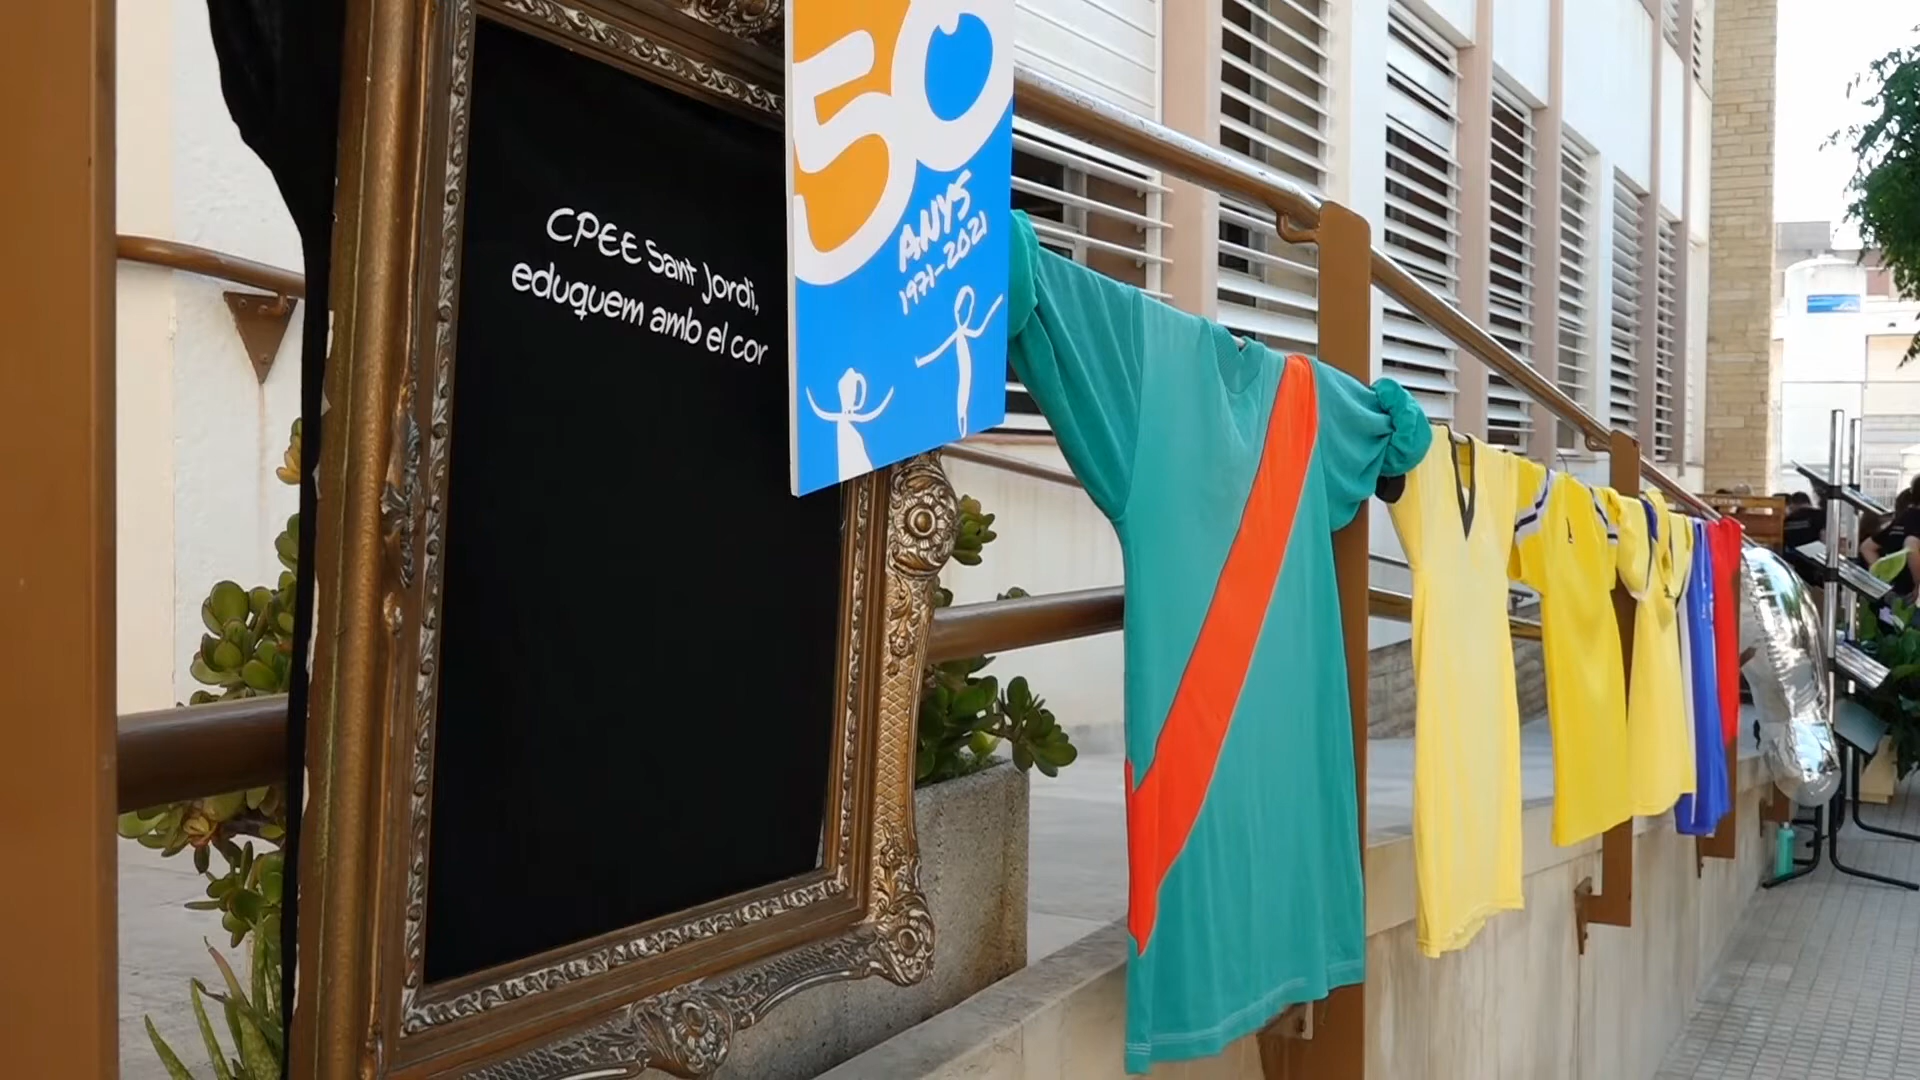 CPEE Sant Jordi,
eduquem amb el cor
50
ANYS
1971-2021